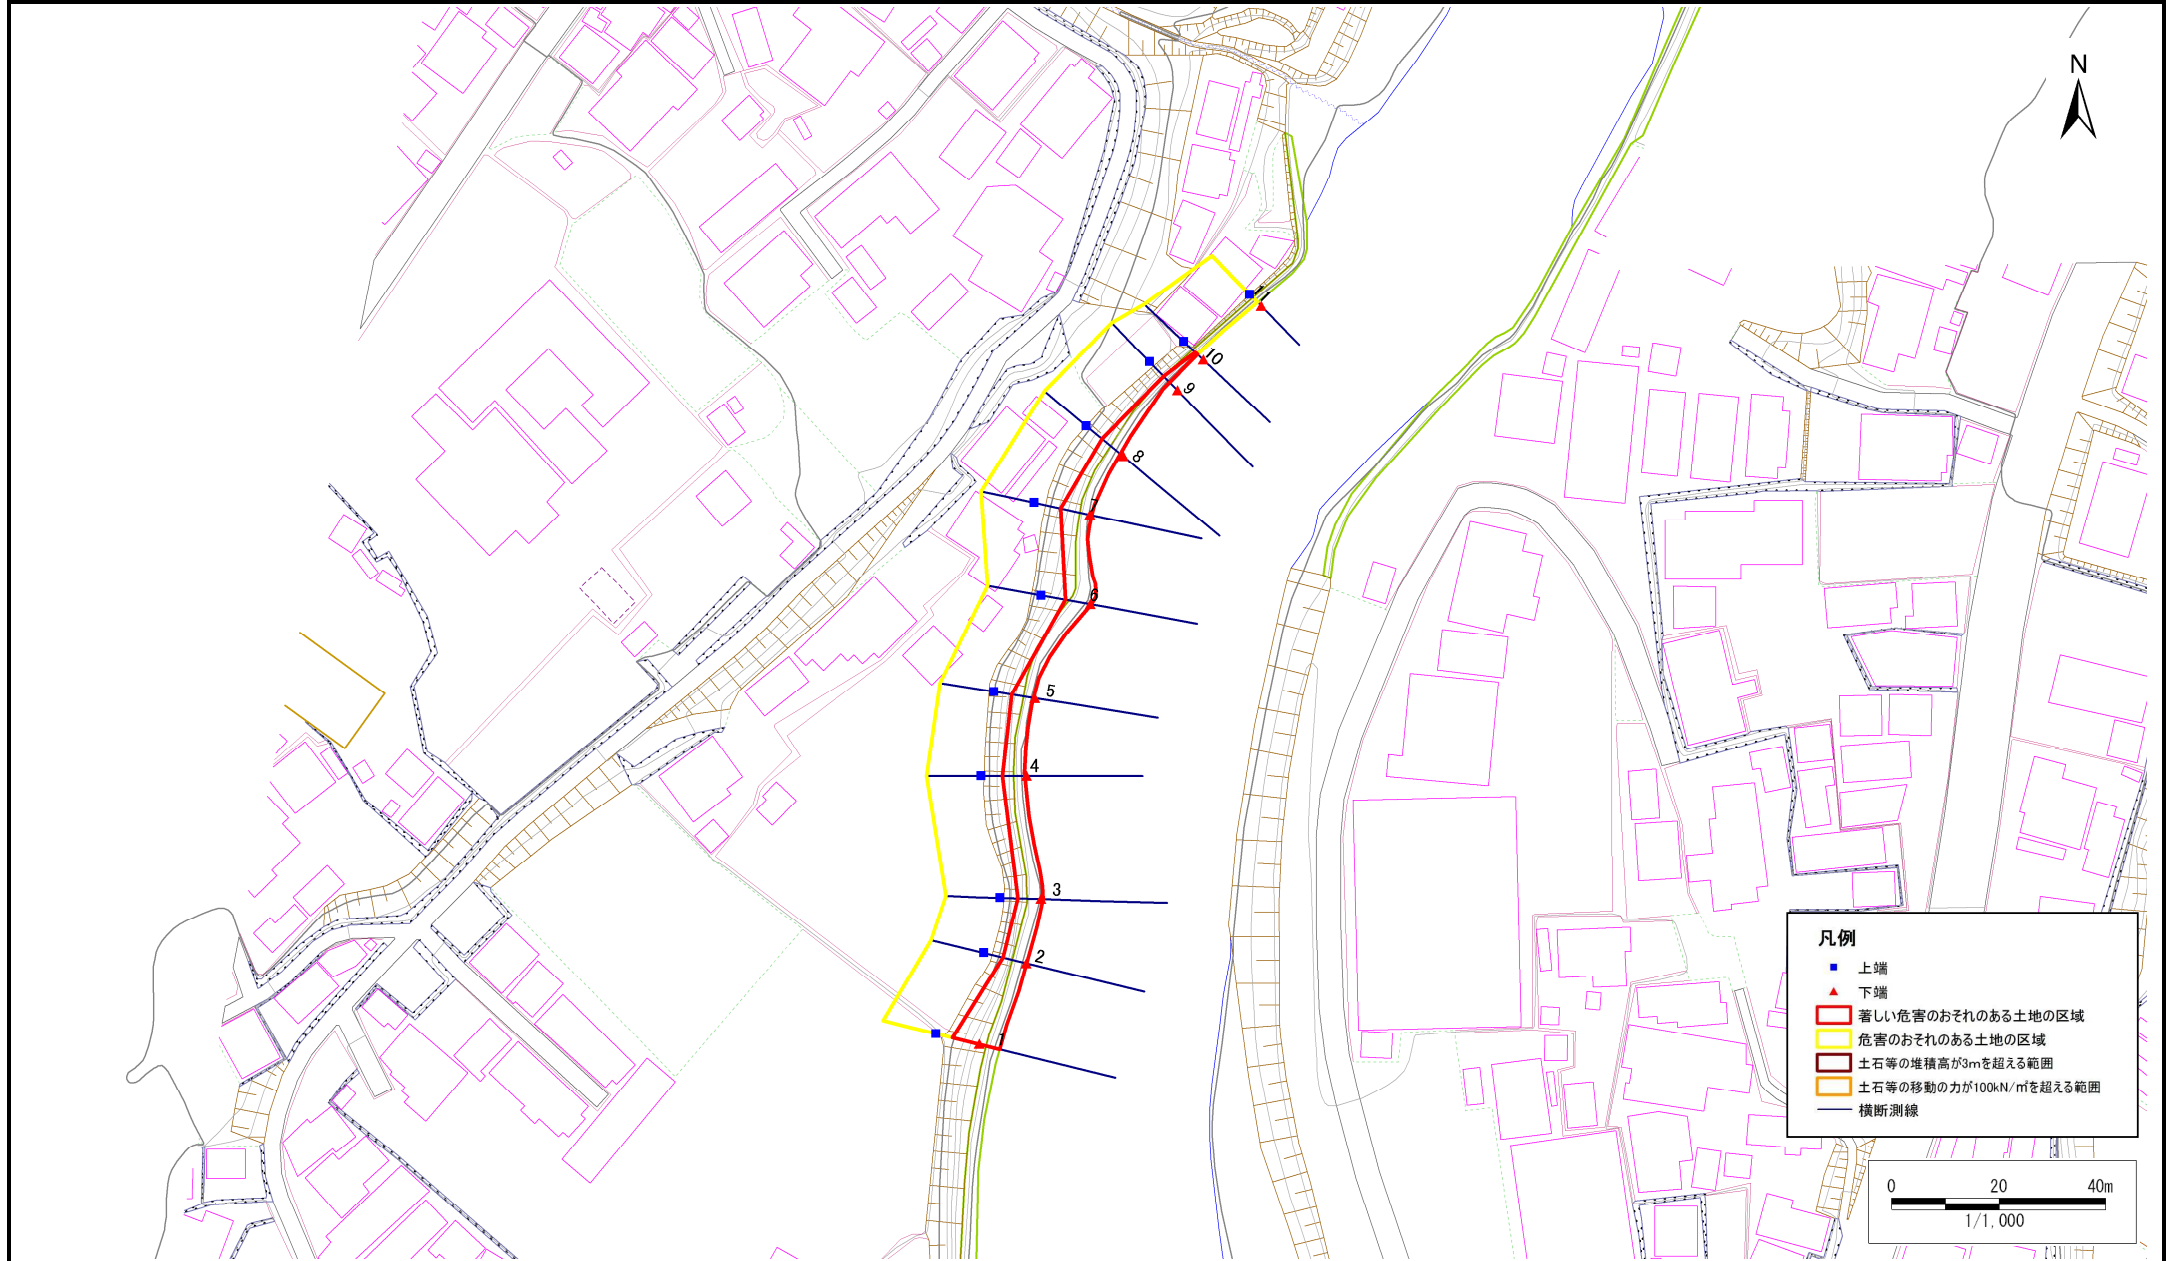 N
10
9
8
7
6
5
4
3
2
1
凡例
上端
下端
著しい危害のおそれのある土地の区域
危害のおそれのある土地の区域
土石等の堆積高が3mを超える範囲
土石等の移動の力が100kN/㎡を超える範囲
横断測線
0 20 40m
1/1,000